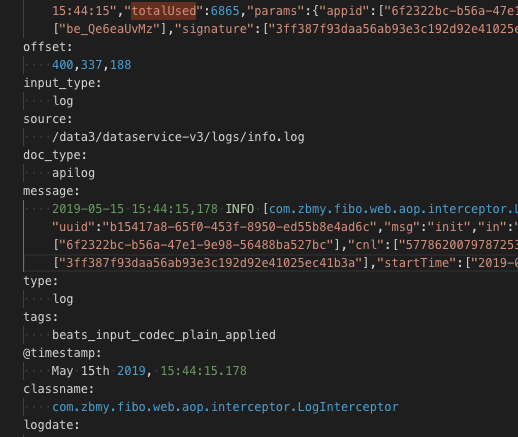 15:44:15","totalUsed":6865,"params":{"appid":["6f2322bc-b56a-47e1
["be_Qe6eaUvMz"],"signature":["3ff387f93daa56ab93e3c192d92e41025e
offset:
400,337,188
input_type:
log
source:
/data3/dataservice-v3/logs/info.log
doc_type:
apilog
message:
2019-05-15 15:44:15,178 INFO [com.zbmy.fibo.web.aop.interceptor.L
"uuid":"b15417a8-65f0-453f-8950-ed55b8e4ad6c","msg":"init","in":"
["6f2322bc-b56a-47e1-9e98-56488ba527bc"],"cnl":["5778620079787253
["3ff387f93daa56ab93e3c192d92e41025ec41b3a"],"startTime":["2019-0
type:
log
tags:
beats_input_codec_plain_applied
@timestamp:
May 15th 2019, 15:44:15.178
classname:
com.zbmy.fibo.web.aop.interceptor.LogInterceptor
logdate: